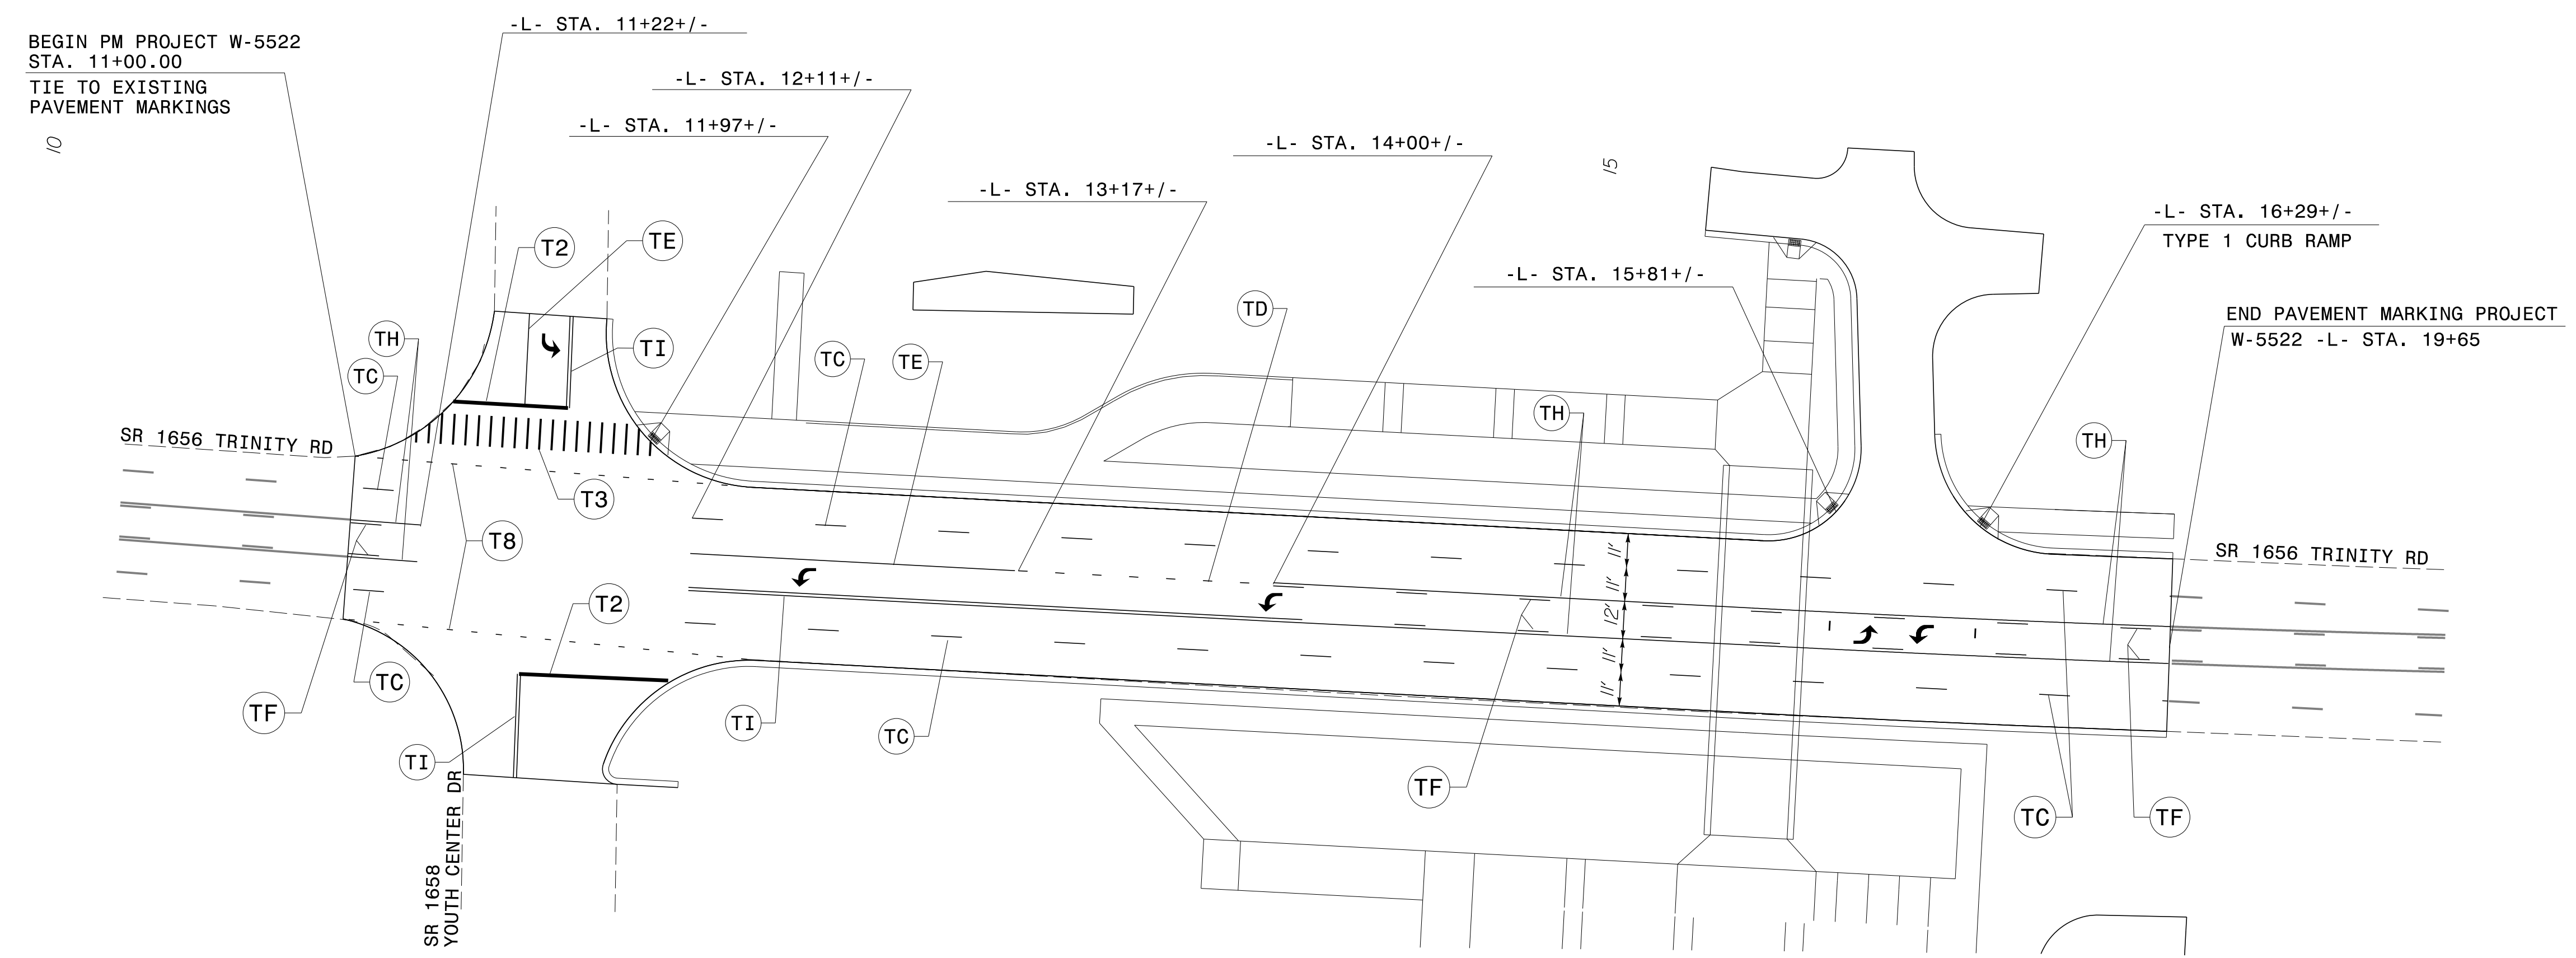 -L- STA. 11+22+/-
BEGIN PM PROJECT W-5522
STA. 11+00.00
TIE TO EXISTING
PAVEMENT MARKINGS
-L- STA. 12+11+/-
-L- STA. 11+97+/-
10
-L- STA. 14+00+/-
15
-L- STA. 13+17+/-
-L- STA. 16+29+/-
TYPE 1 CURB RAMP
-L- STA. 15+81+/-
END PAVEMENT MARKING PROJECT
W-5522 -L- STA. 19+65
T2
TE
TD
TH
TI
TC
TE
TC
TH
TH
SR 1656 TRINITY RD
T3
T8
SR 1656 TRINITY RD
11'
11'
12'
11'
11'
T2
TC
TF
TI
TC
TI
TF
TC
TF
SR 1658
YOUTH CENTER DR